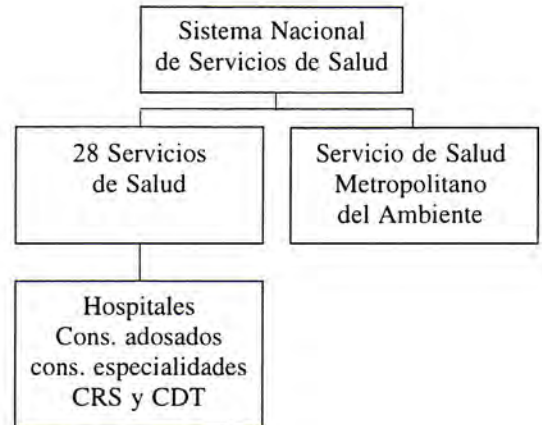 Sistema Nacional
de Servicios de Salud
28 Servicios
de Salud
Servicio de Salud
Metropolitano
del Ambiente
Hospitales
Cons. adosados
cons. especialidades
CRS y CDT